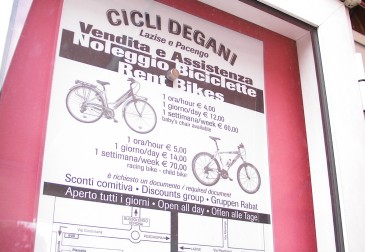 CICLI DEGANI
Lazise e Pacengo
Vendita e Assistenza
Noleggio Biciclette
Rent Bikes
1 ora/hour € 4,00
1 giorno/day € 12,00
1 settimana/week € 60,00
baby's chair available
1 ora/hour € 5,00
1 giorno/day € 14,00
1 settimana/week € 70,00
racing bike - child bike
è richiesto un documento / required document
Sconti comitiva • Discounts group • Gruppen Rabat
Aperto tutti i giorni • Open all day • Offen alle Tage